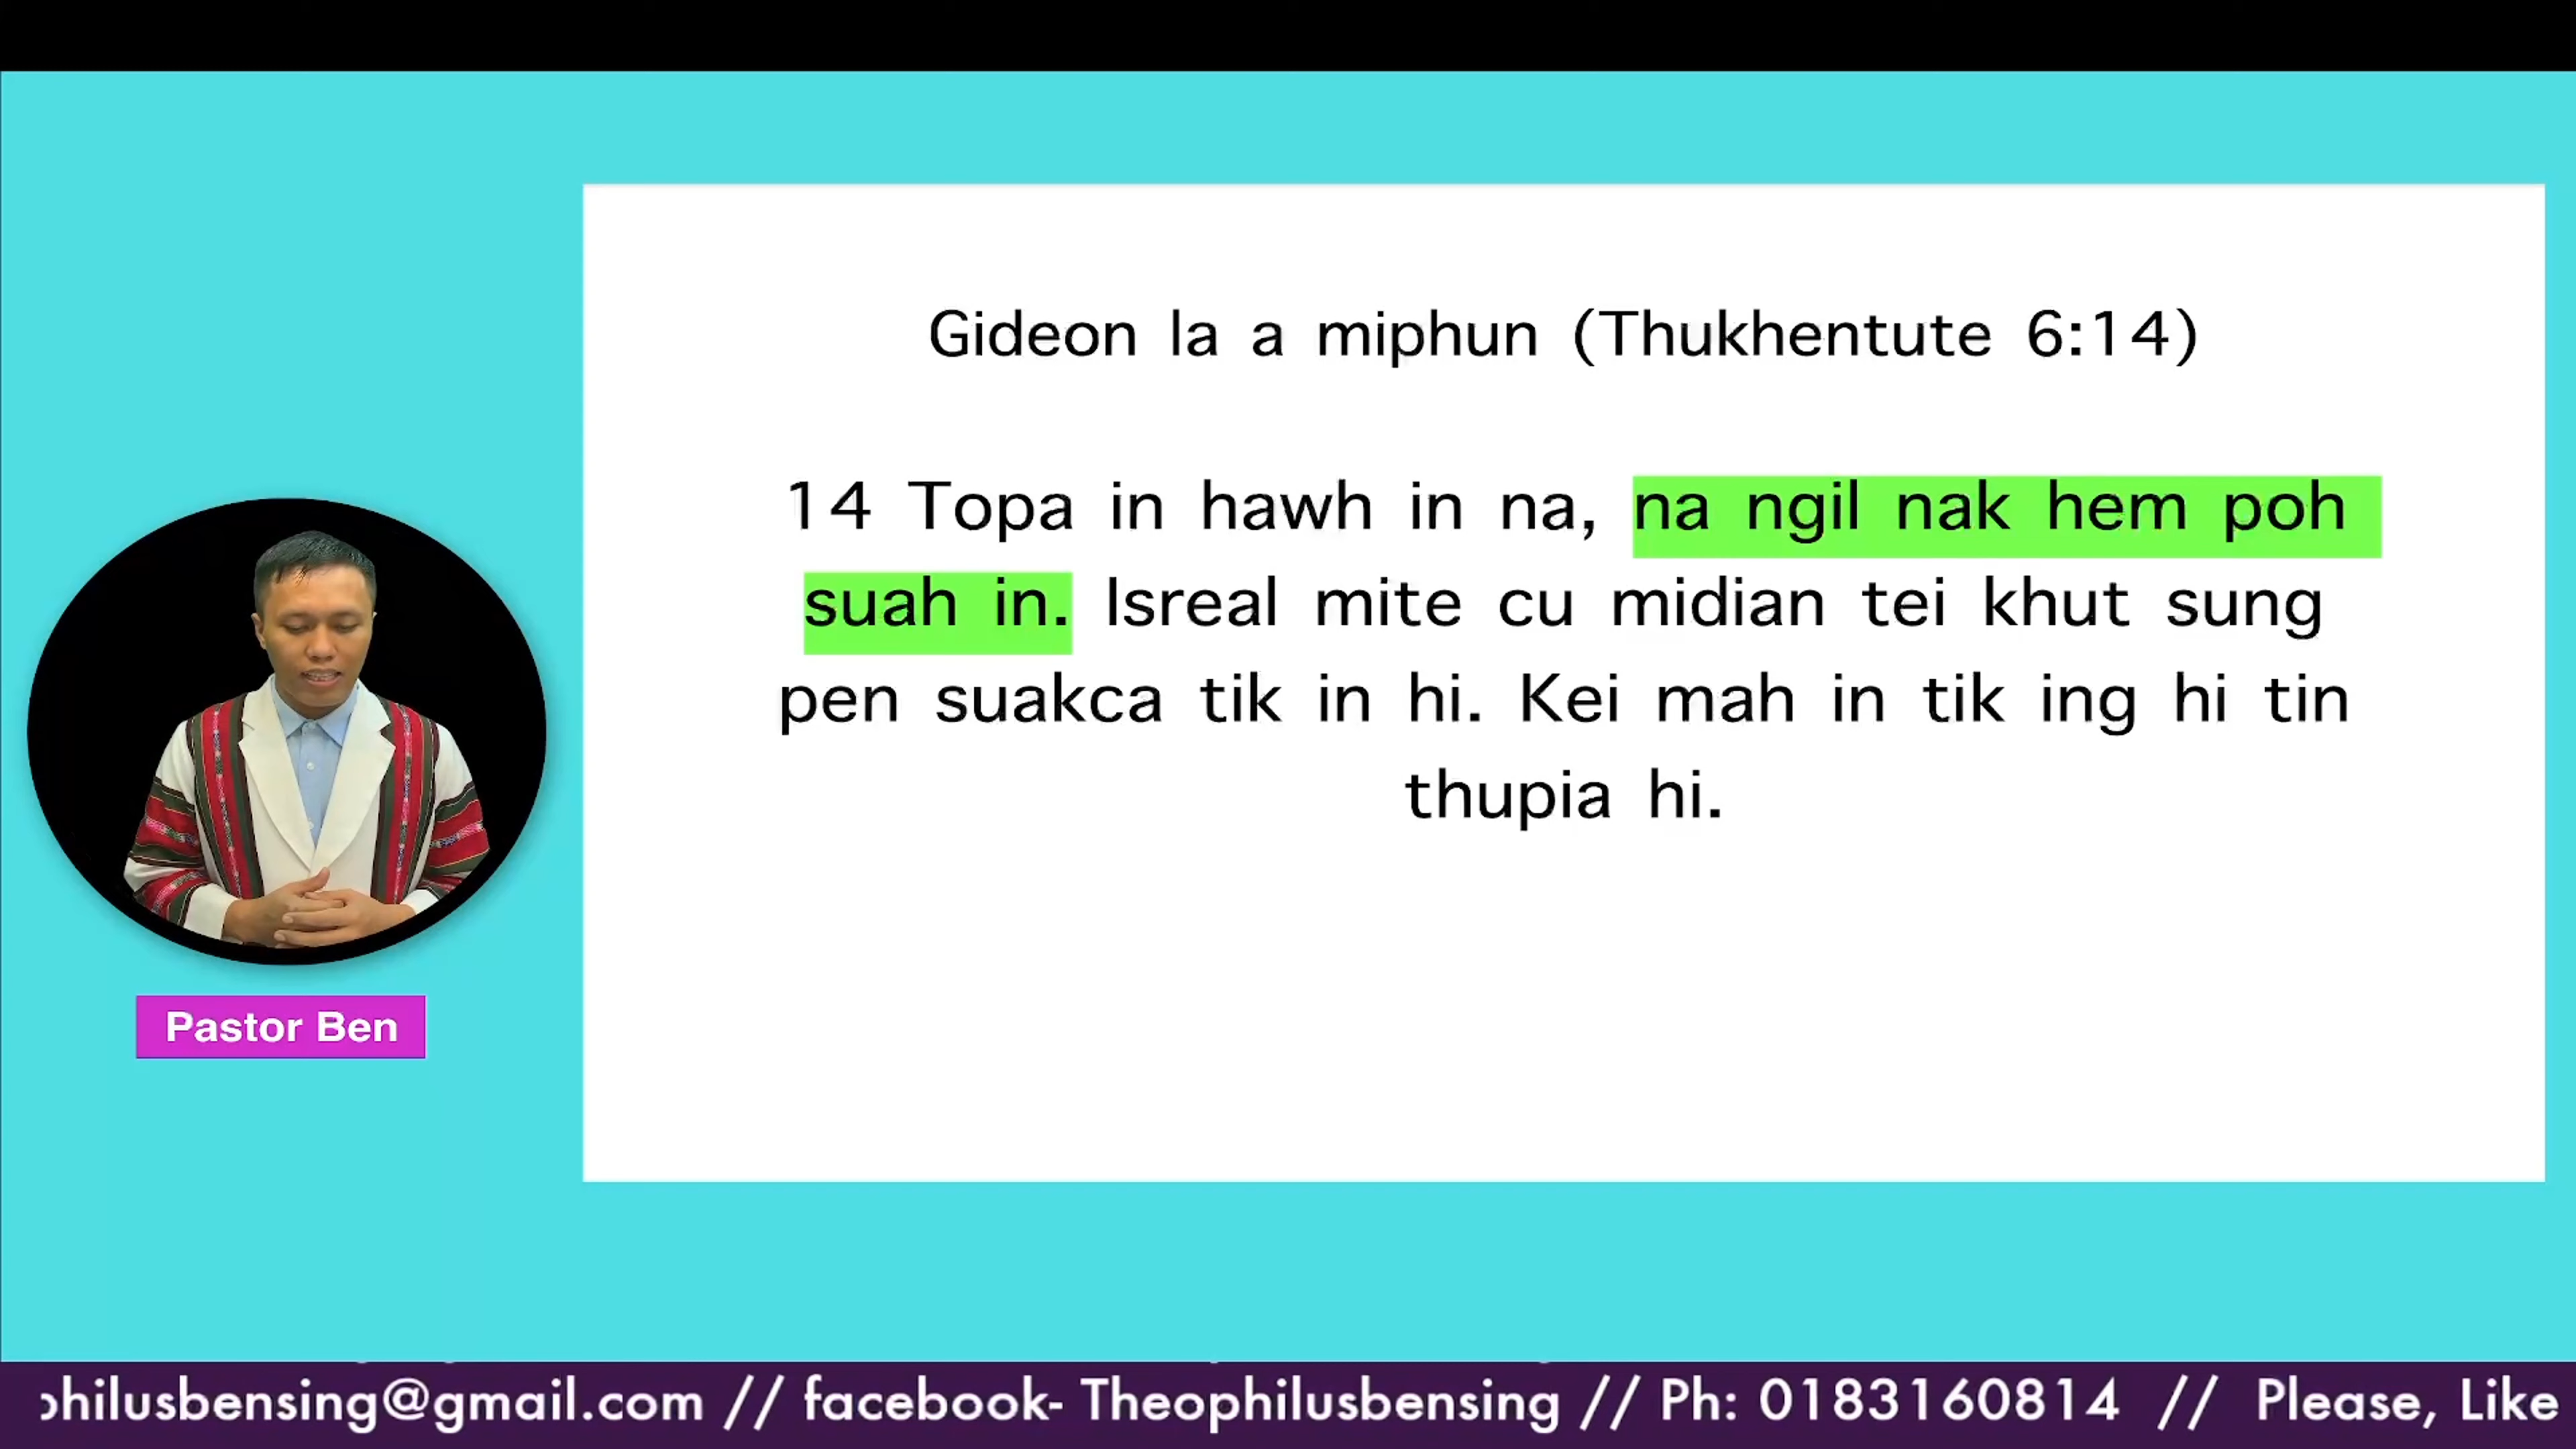 Gideon la a miphun (Thukhentute 6:14)
14 Topa in hawh in na, na ngil nak hem poh
suah in. Isreal mite cu midian tei khut sung
pen suakca tik in hi. Kei mah in tik ing hi tin
thupia hi.
Pastor Ben
philusbensing@gmail.com // facebook- Theophilusbensing // Ph: 0183160814 // Please, Like